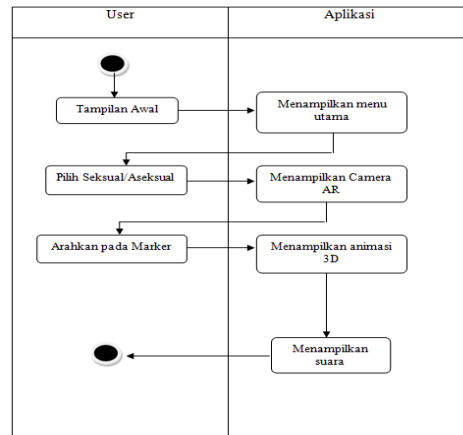 User
Aplikasi
Tampilan Awal
Menampilkan menu
utama
Pilih Seksual/Aseksual
Menampilkan Camera
AR
Arahkan pada Marker
Menampilkan animasi
3D
Menampilkan
suara